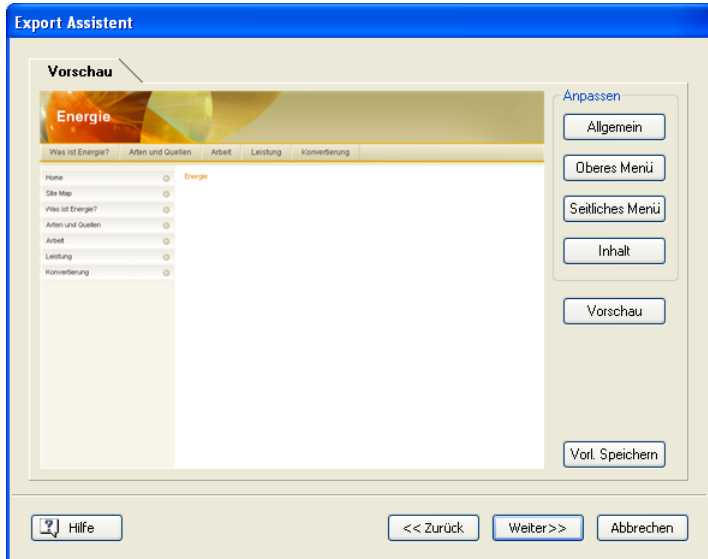 Export Assistent
Vorschau
Energie
Was ist Energie? Arten und Quellen Arbeit Leistung Konvertierung
Home
Site Map
Was ist Energie?
Arten und Quellen
Arbeit
Leistung
Konvertierung
Energie
Anpassen
Allgemein
Oberes Menü
Seitliches Menü
Inhalt
Vorschau
Vorl. Speichern
Hilfe
<< Zurück
Weiter>>
Abbrechen